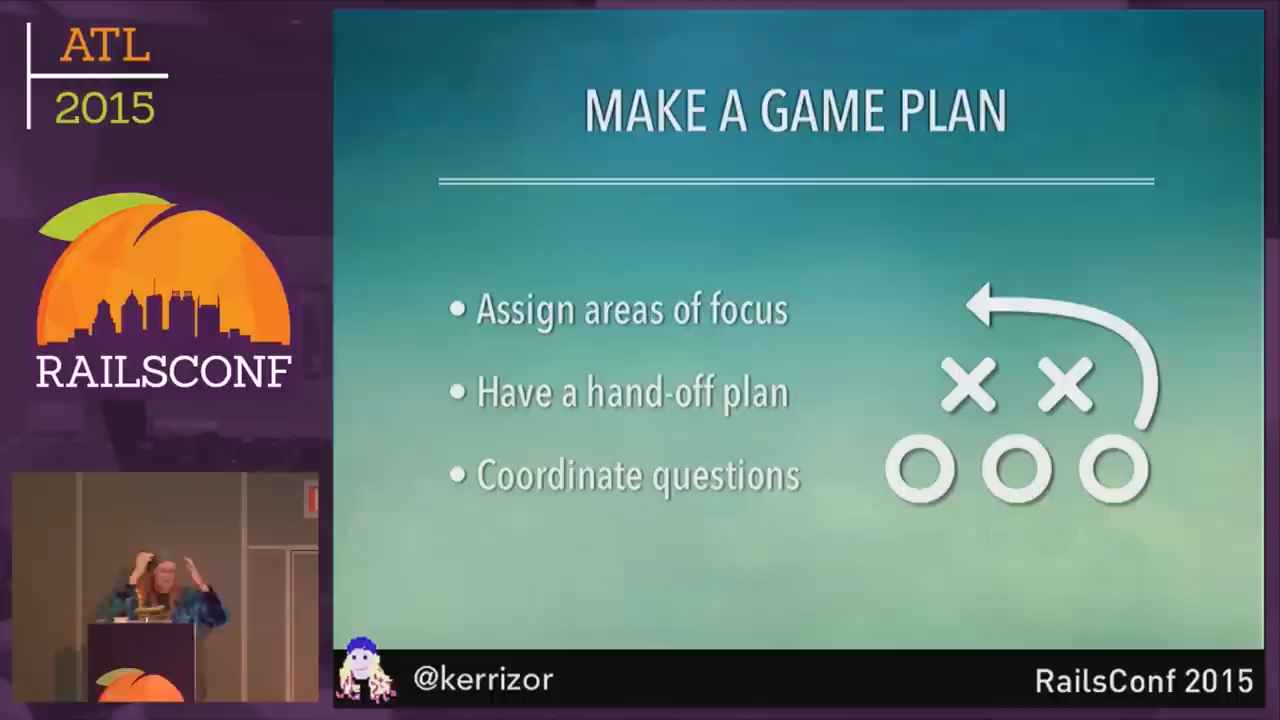 ATL
2015
RAILSCONF
MAKE A GAME PLAN
• Assign areas of focus
• Have a hand-off plan
• Coordinate questions
@kerrizor
RailsConf 2015